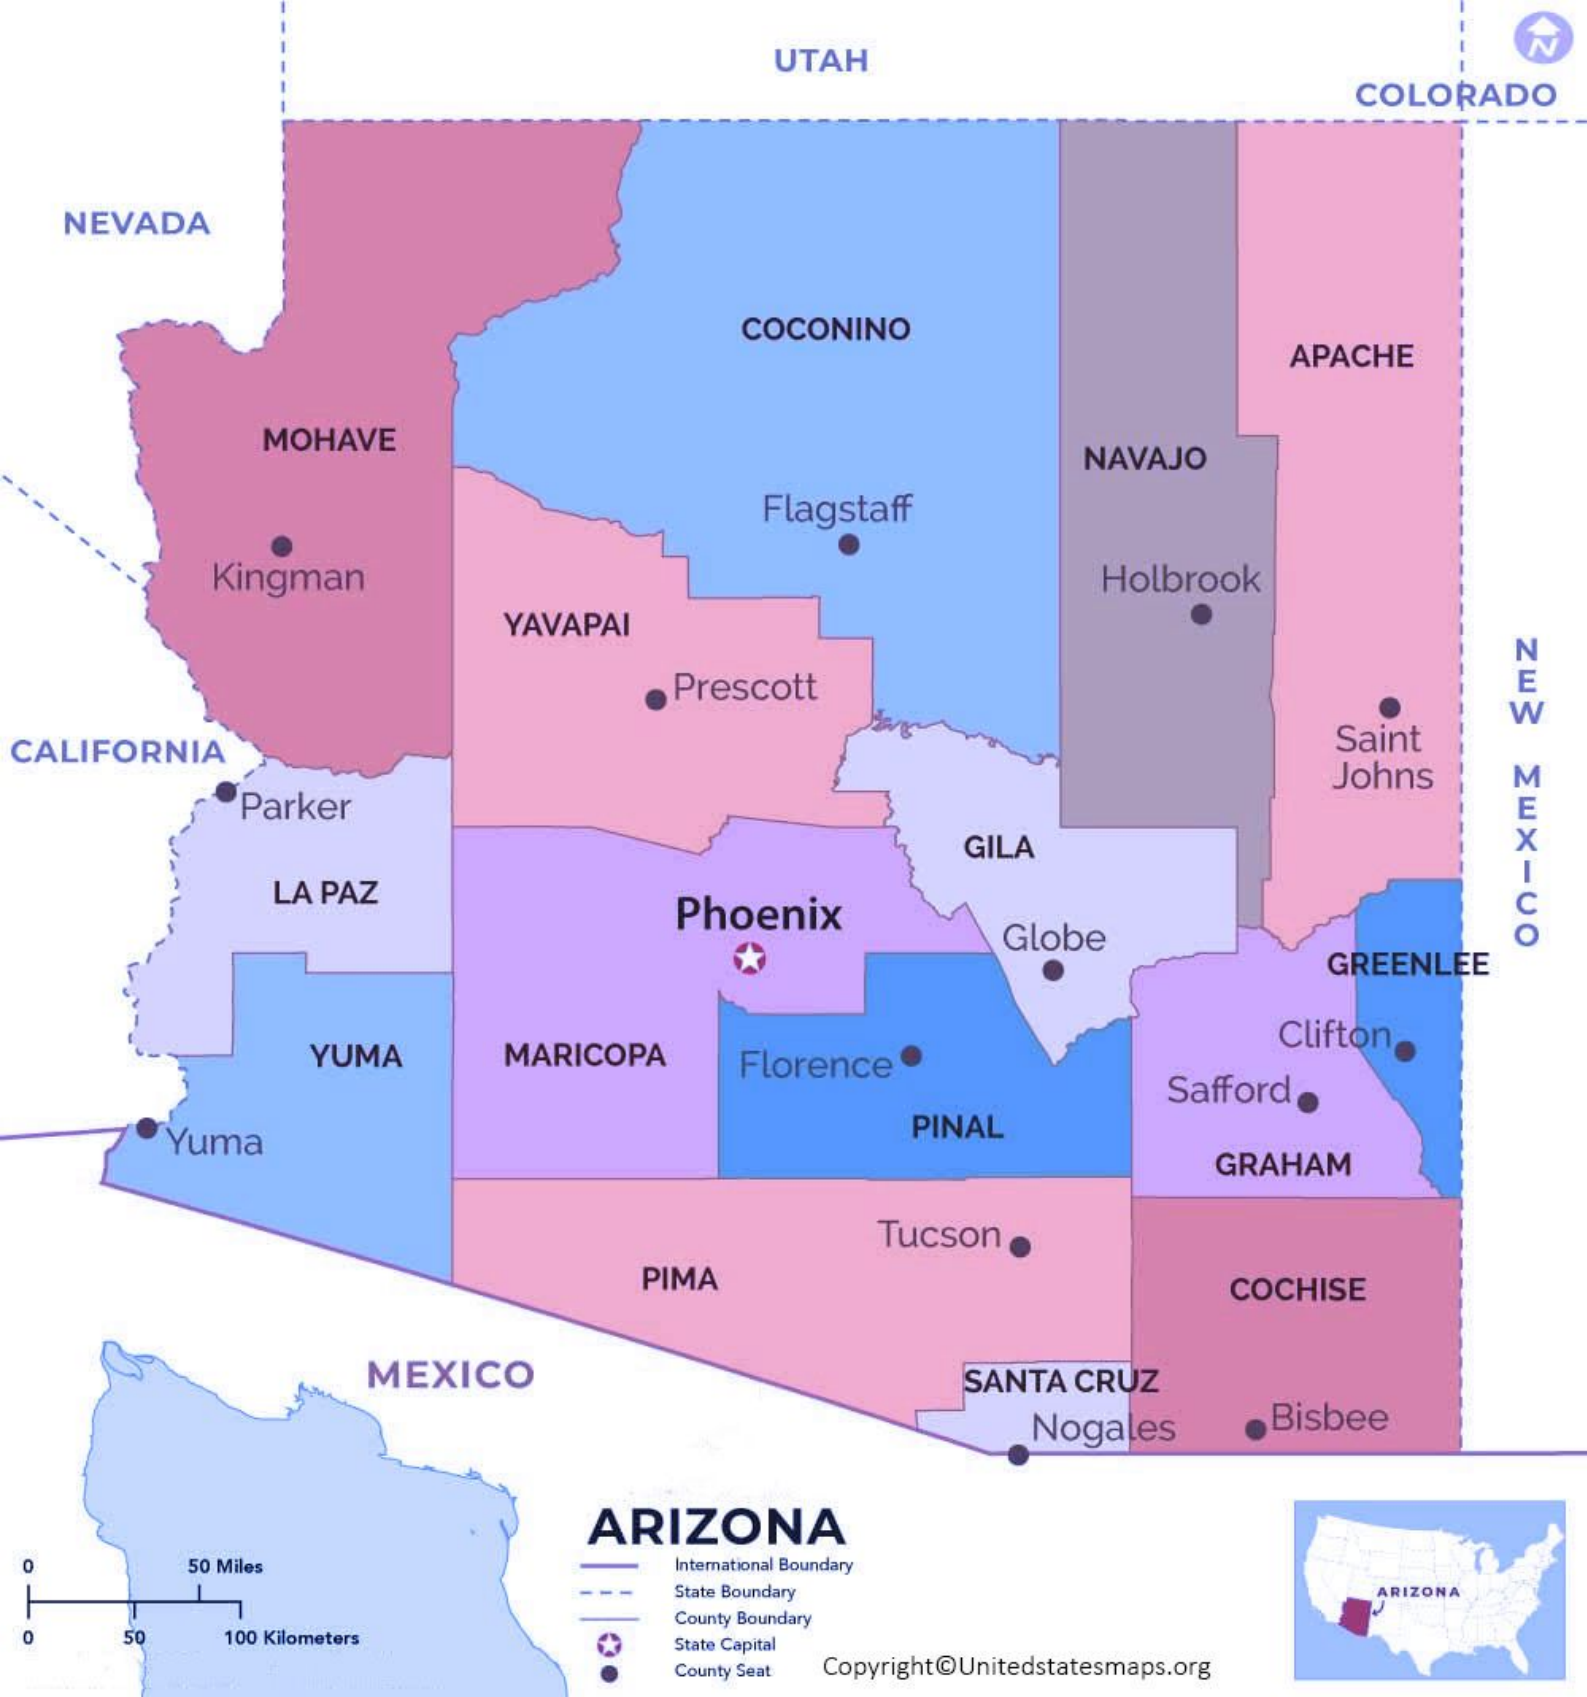 UTAH
N
COLORADO
NEVADA
COCONINO
APACHE
MOHAVE
NAVAJO
Flagstaff
Kingman
Holbrook
YAVAPAI
Prescott
NEW MEXICO
Saint
Johns
CALIFORNIA
Parker
GILA
LA PAZ
Phoenix
Globe
GREENLEE
Clifton
YUMA
MARICOPA
Florence
Safford
PINAL
Yuma
GRAHAM
Tucson
PIMA
COCHISE
MEXICO
SANTA CRUZ
Nogales
Bisbee
ARIZONA
International Boundary
State Boundary
County Boundary
State Capital
County Seat
0 50 Miles
0 50 100 Kilometers
ARIZONA
Copyright©Unitedstatesmaps.org